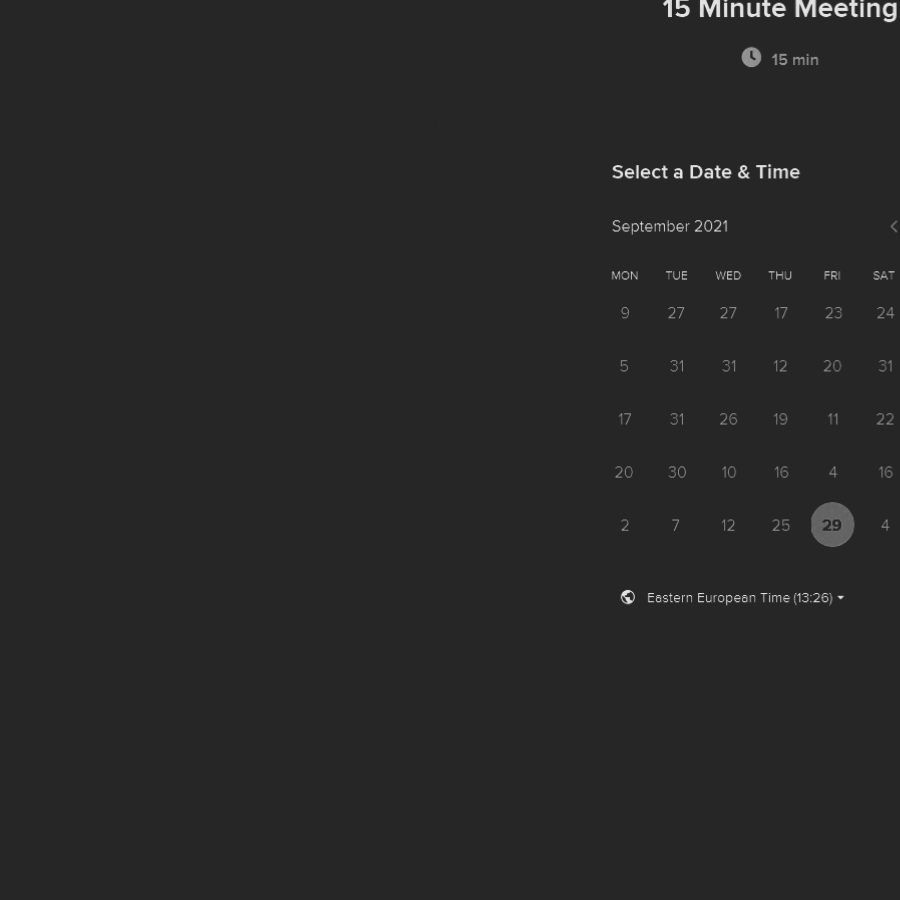 15 Minute Meeting
15 min
Select a Date & Time
September 2021
MON TUE WED THU FRI SAT
9 27 27 17 23 24
5 31 31 12 20 31
17 31 26 19 11 22
20 30 10 16 4 16
2 7 12 25 29 4
Eastern European Time (13:26)